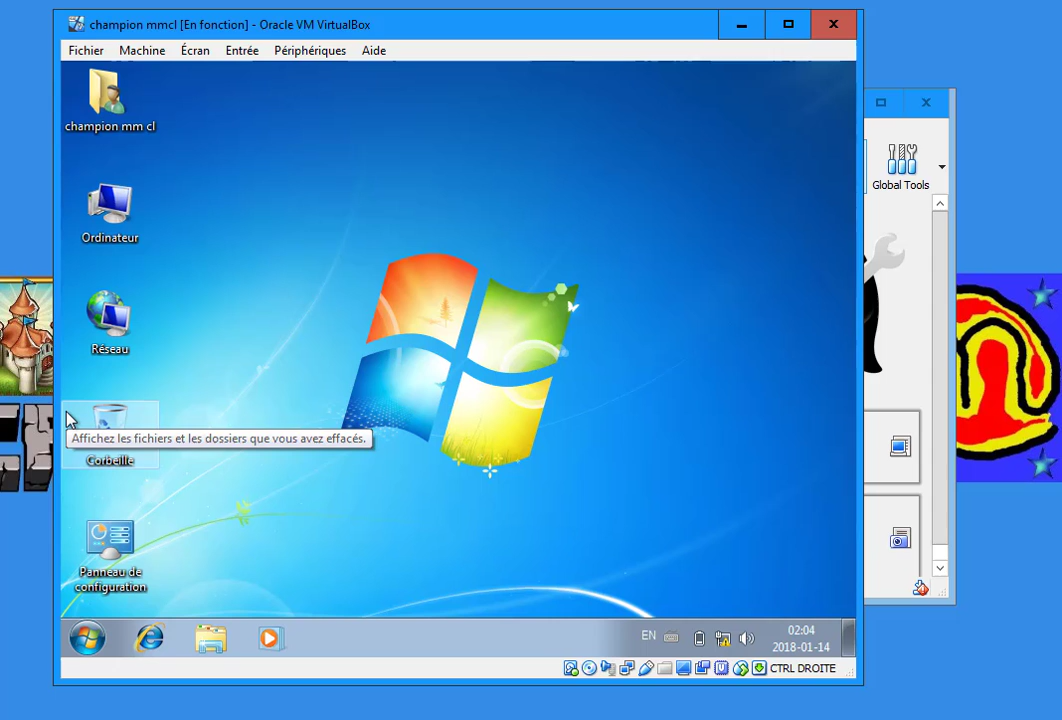 champion mmcl [En fonction] - Oracle VM VirtualBox
Fichier Machine Écran Entrée Périphériques Aide
champion mm cl
Global Tools
Ordinateur
Réseau
Affichez les fichiers et les dossiers que vous avez effacés.
Corbeille
Panneau de
configuration
EN
02:04
2018-01-14
CTRL DROITE